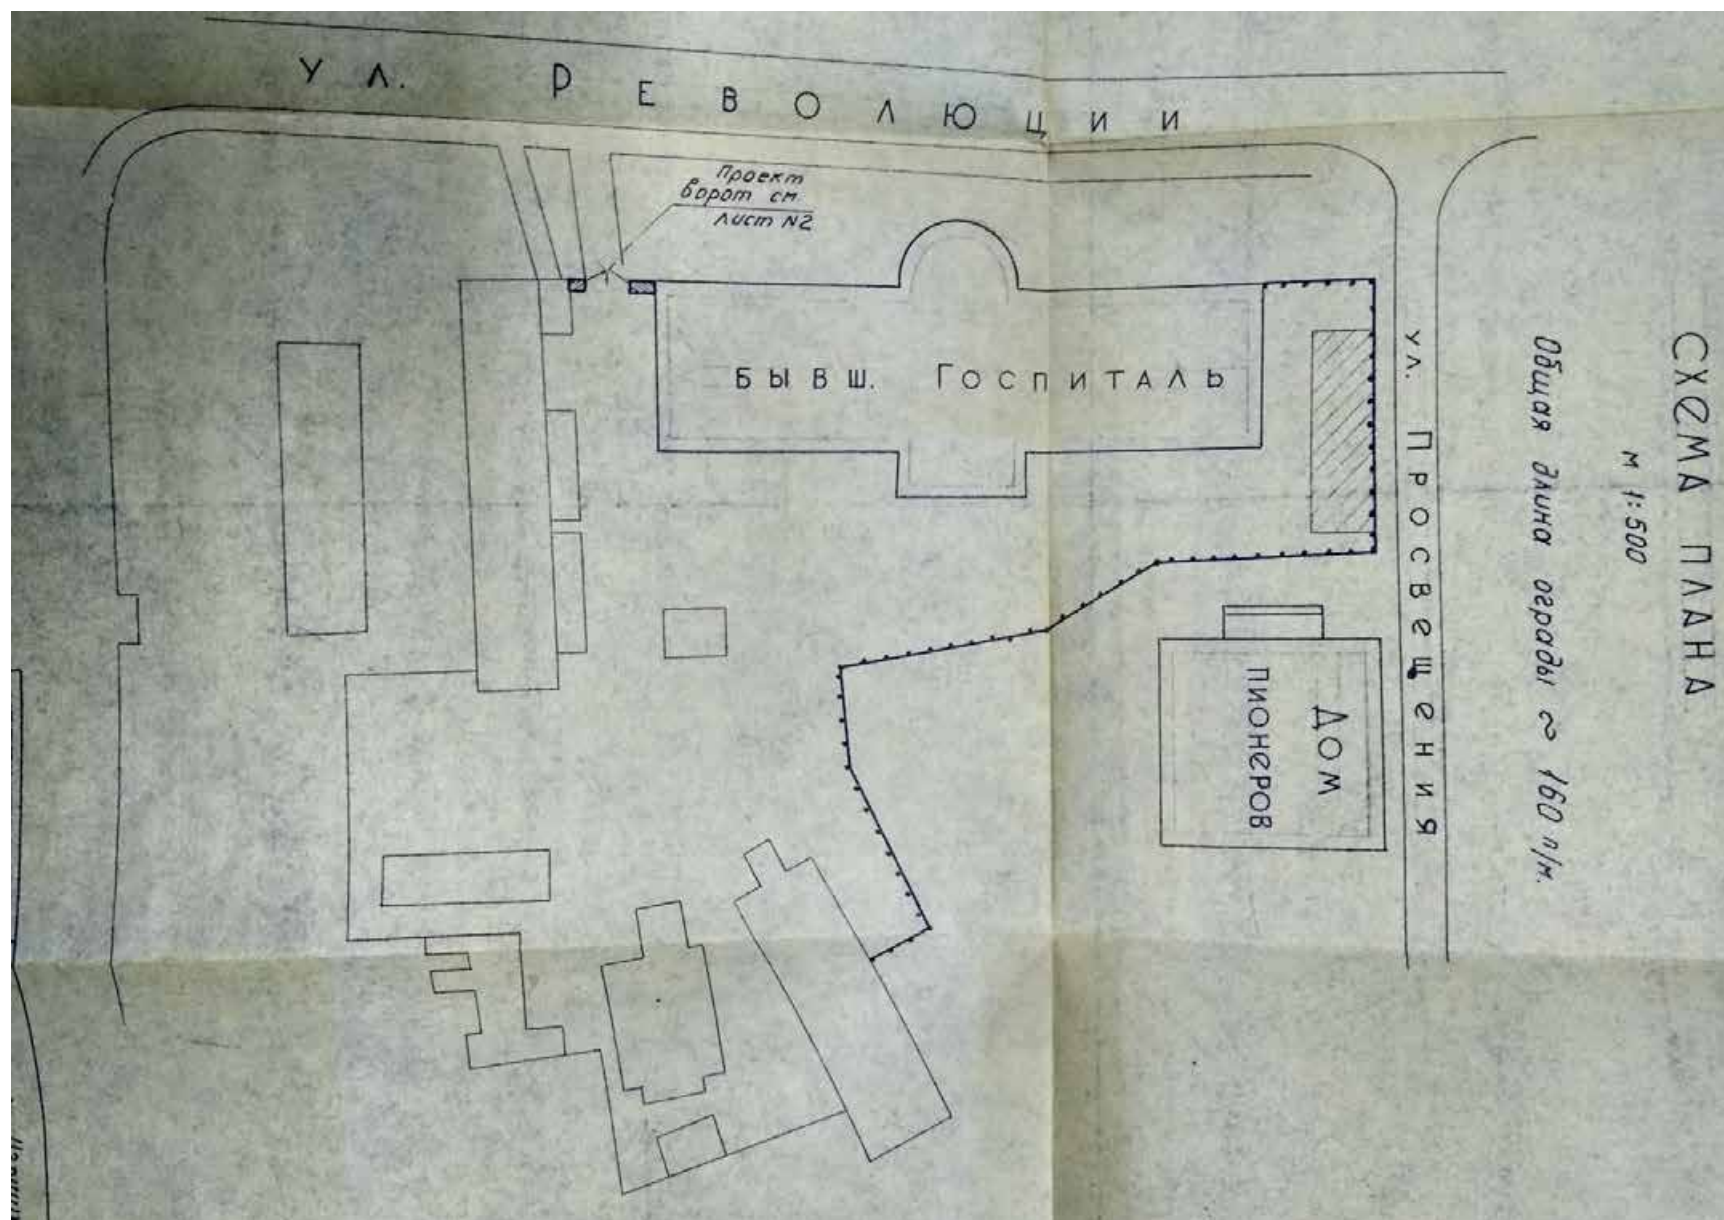 УЛ. РЕВОЛЮЦИИ
Проект
ворот см.
лист N2
БЫВШ. ГОСПИТАЛЬ
УЛ. ПРОСВЕЩЕНИЯ
ДОМ
ПИОНЕРОВ
СХЕМА ПЛАНА
М 1:500
Общая длина ограды ~ 160 п/м.